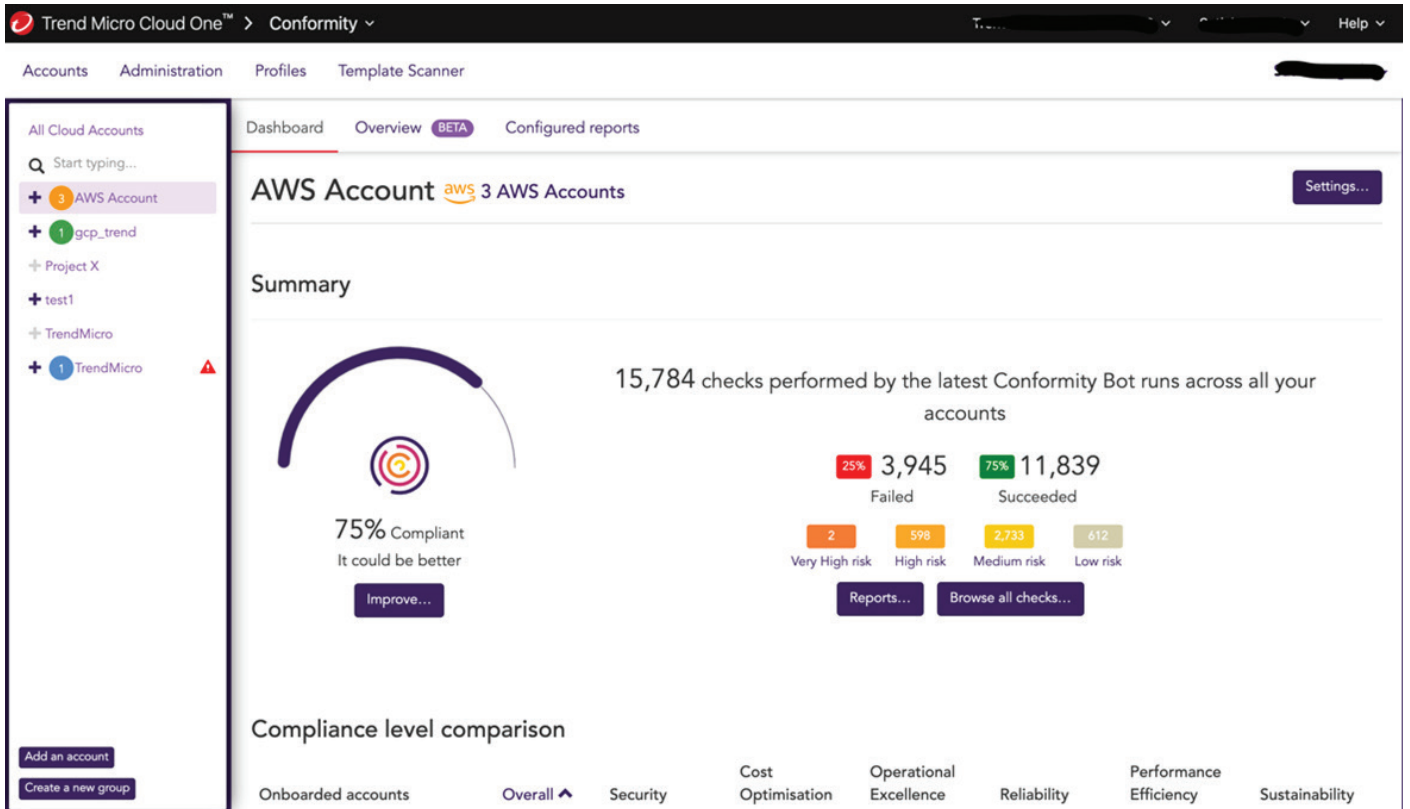 Trend Micro Cloud One™ > Conformity
Help
Accounts Administration Profiles Template Scanner
All Cloud Accounts
Start typing...
3 AWS Account
1 gcp_trend
Project X
test1
TrendMicro
1 TrendMicro
Add an account
Create a new group
Dashboard Overview BETA Configured reports
AWS Account aws 3 AWS Accounts
Settings...
Summary
75% Compliant
It could be better
Improve...
15,784 checks performed by the latest Conformity Bot runs across all your
accounts
25% 3,945 75% 11,839
Failed Succeeded
2 598 2,733 612
Very High risk High risk Medium risk Low risk
Reports... Browse all checks...
Compliance level comparison
Cost Operational Performance
Onboarded accounts Overall Security Optimisation Excellence Reliability Efficiency Sustainability